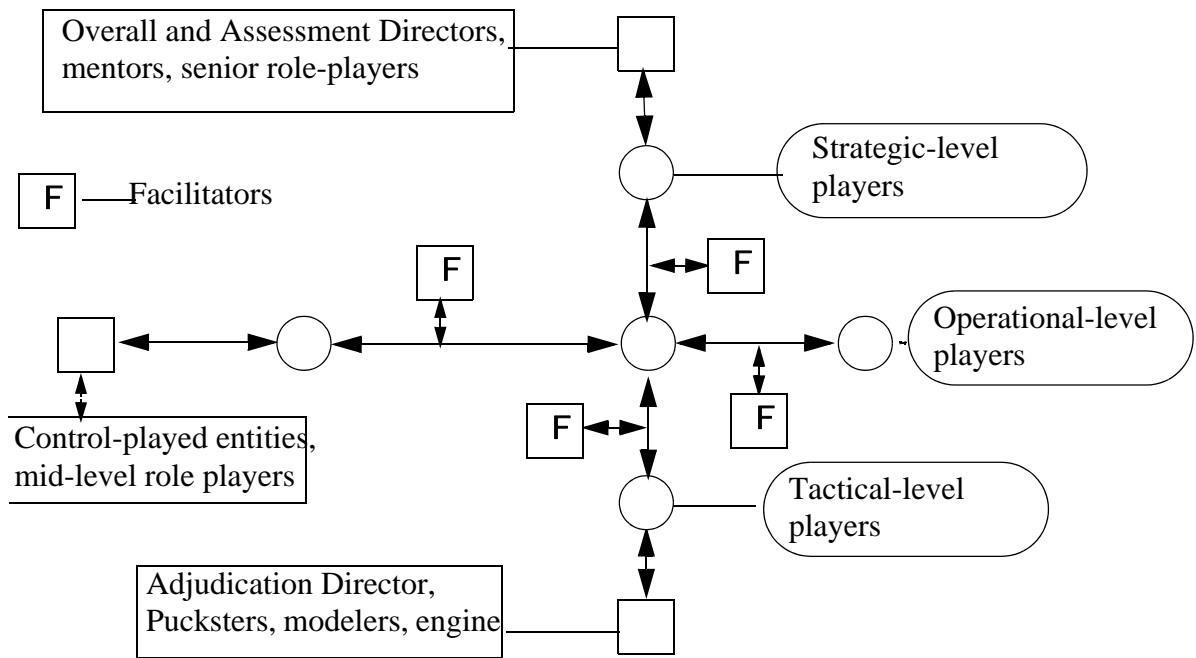 Overall and Assessment Directors,
mentors, senior role-players
Strategic-level
players
F
Facilitators
F
F
Operational-level
players
F
F
Control-played entities,
mid-level role players
Tactical-level
players
Adjudication Director,
Pucksters, modelers, engine